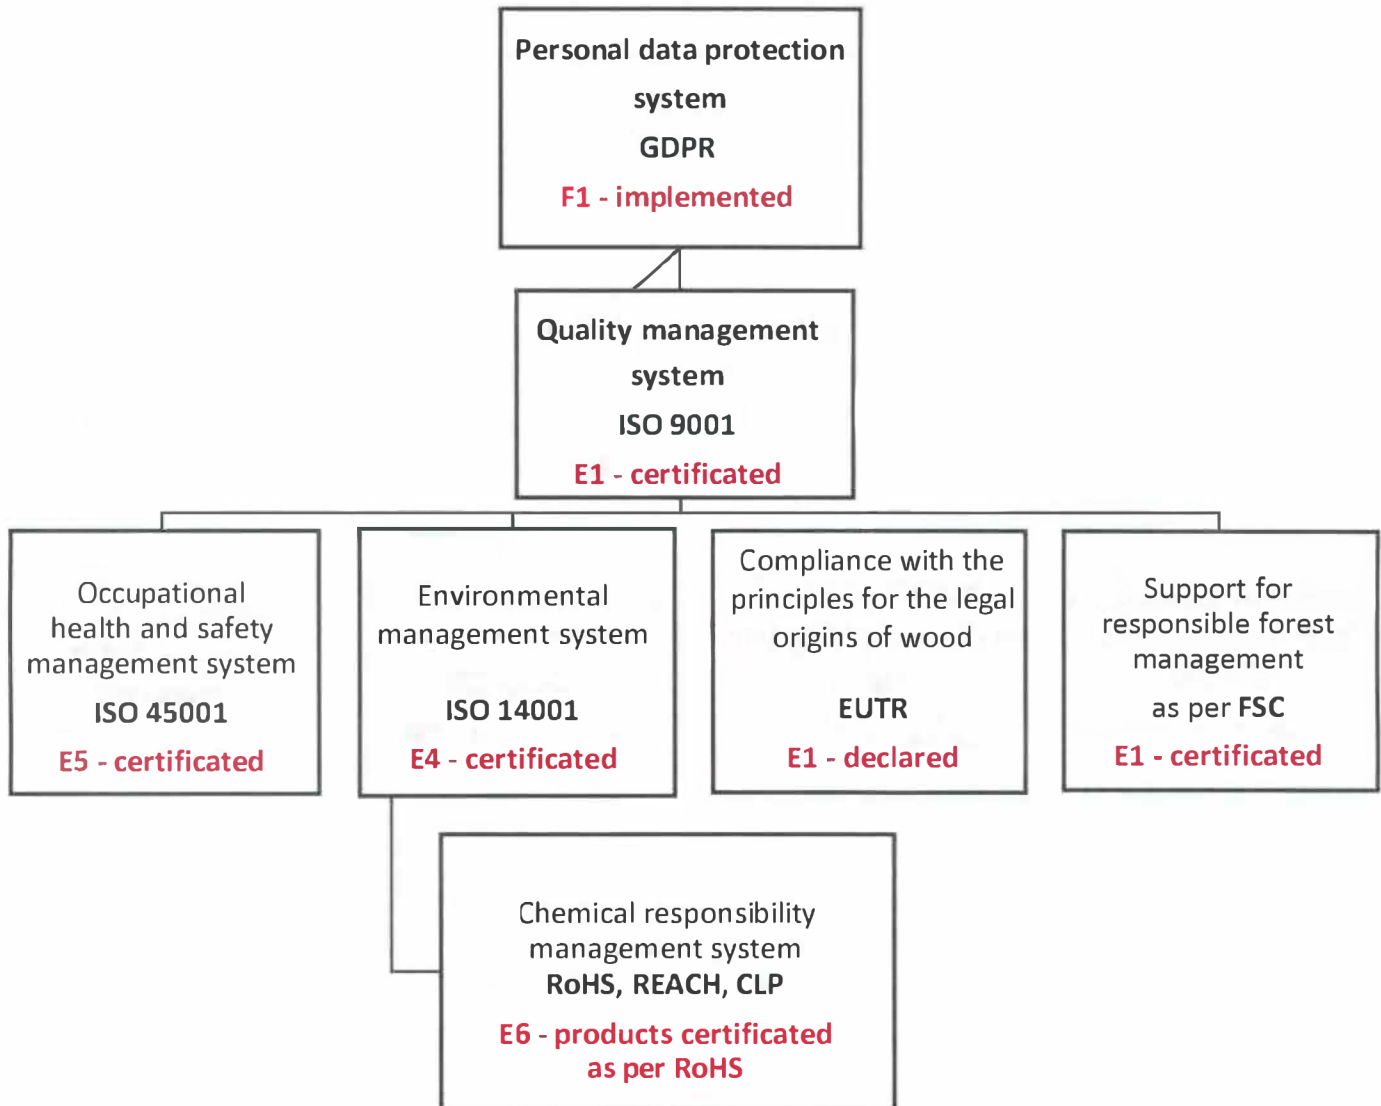 Personal data protection
system
GDPR
F1 - implemented
Quality management
system
ISO 9001
E1 - certificated
Occupational
health and safety
management system
ISO 45001
E5 - certificated
Environmental
management system
ISO 14001
E4 - certificated
Compliance with the
principles for the legal
origins of wood
EUTR
E1 - declared
Support for
responsible forest
management
as per FSC
E1 - certificated
Chemical responsibility
management system
RoHS, REACH, CLP
E6 - products certificated
as per RoHS